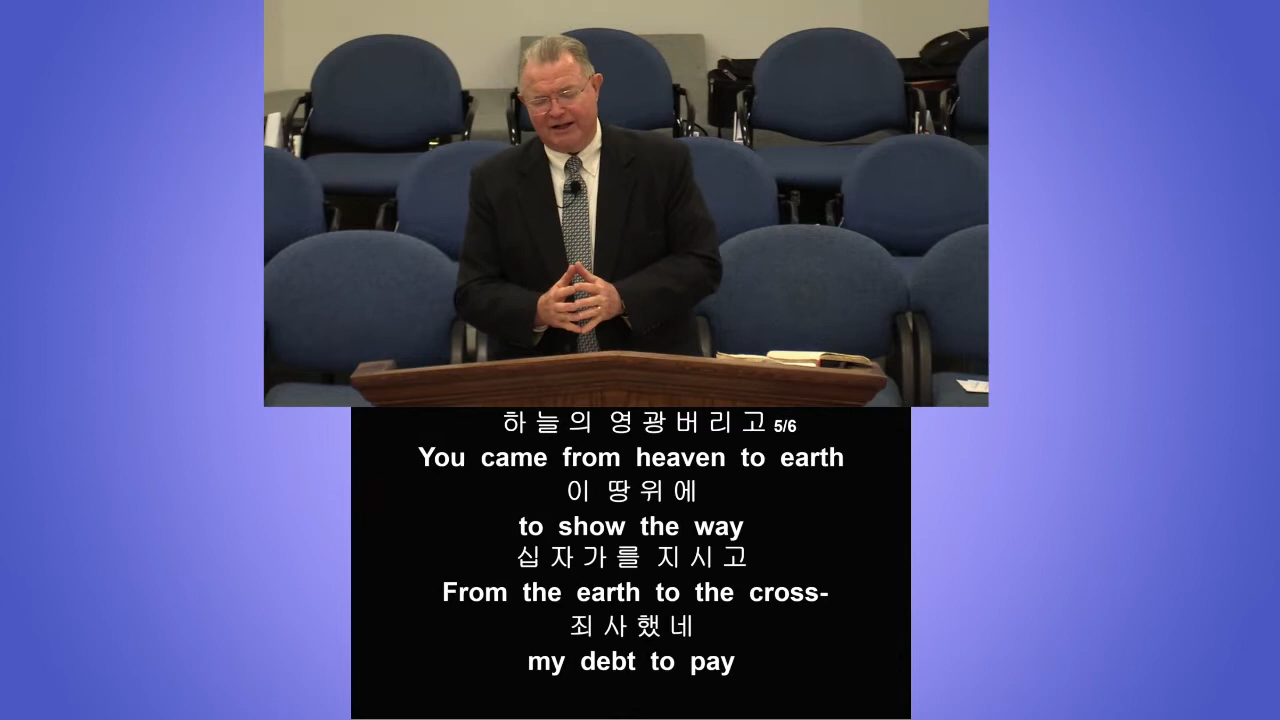 하늘의 영광버리고 5/6
You came from heaven to earth
이 땅위에
to show the way
십자가를 지시고
From the earth to the cross-
죄사했네
my debt to pay